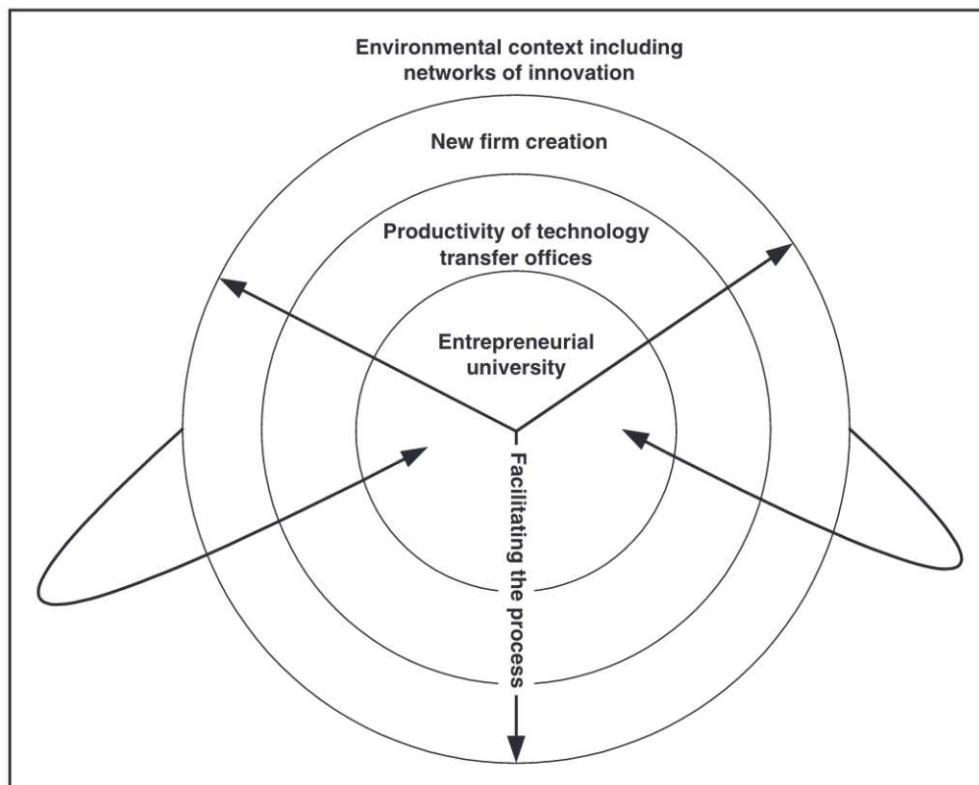 Environmental context including
networks of innovation
New firm creation
Productivity of technology
transfer offices
Entrepreneurial
university
Facilitating the process